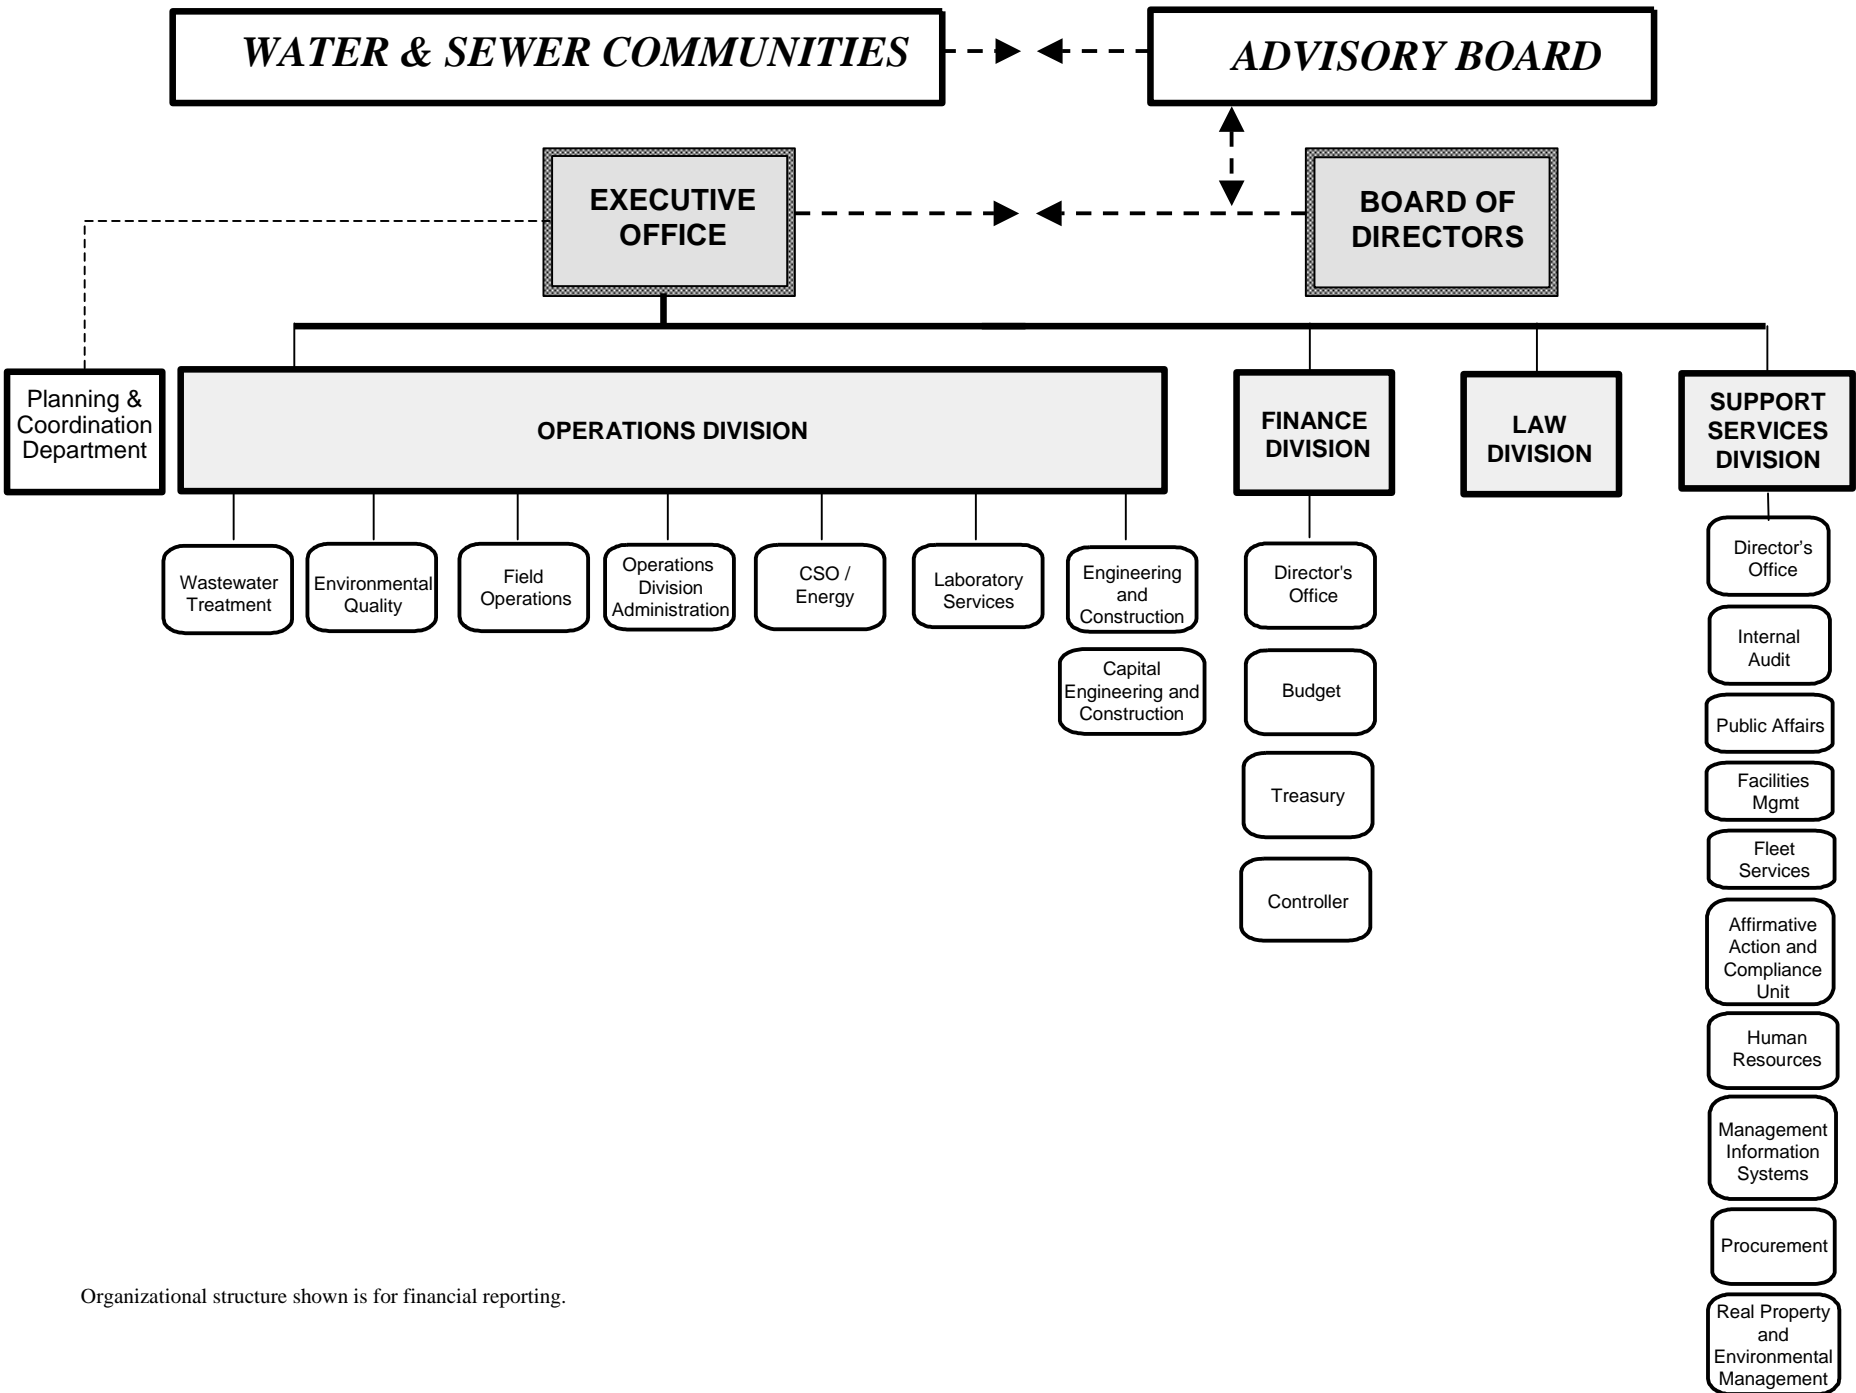 WATER & SEWER COMMUNITIES
ADVISORY BOARD
EXECUTIVE
OFFICE
BOARD OF
DIRECTORS
Planning &
Coordination
Department
OPERATIONS DIVISION
FINANCE
DIVISION
LAW
DIVISION
SUPPORT
SERVICES
DIVISION
Wastewater
Treatment
Environmental
Quality
Field
Operations
Operations
Division
Administration
CSO /
Energy
Laboratory
Services
Engineering
and
Construction
Capital
Engineering and
Construction
Director's
Office
Budget
Treasury
Controller
Director's
Office
Internal
Audit
Public Affairs
Facilities
Mgmt
Fleet
Services
Affirmative
Action and
Compliance
Unit
Human
Resources
Management
Information
Systems
Procurement
Real Property
and
Environmental
Management
Organizational structure shown is for financial reporting.